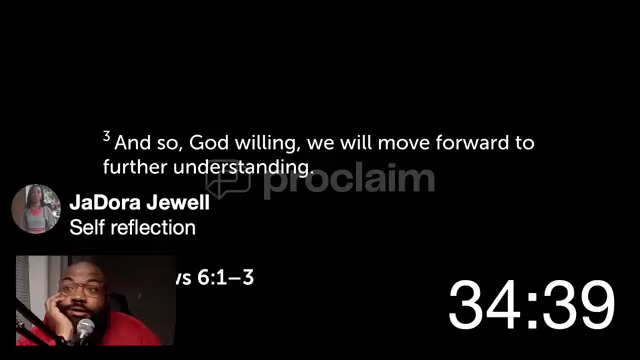 3 And so, God willing, we will move forward to
further understanding.
proclaim
JaDora Jewell
Self reflection
6:1–3
34:39